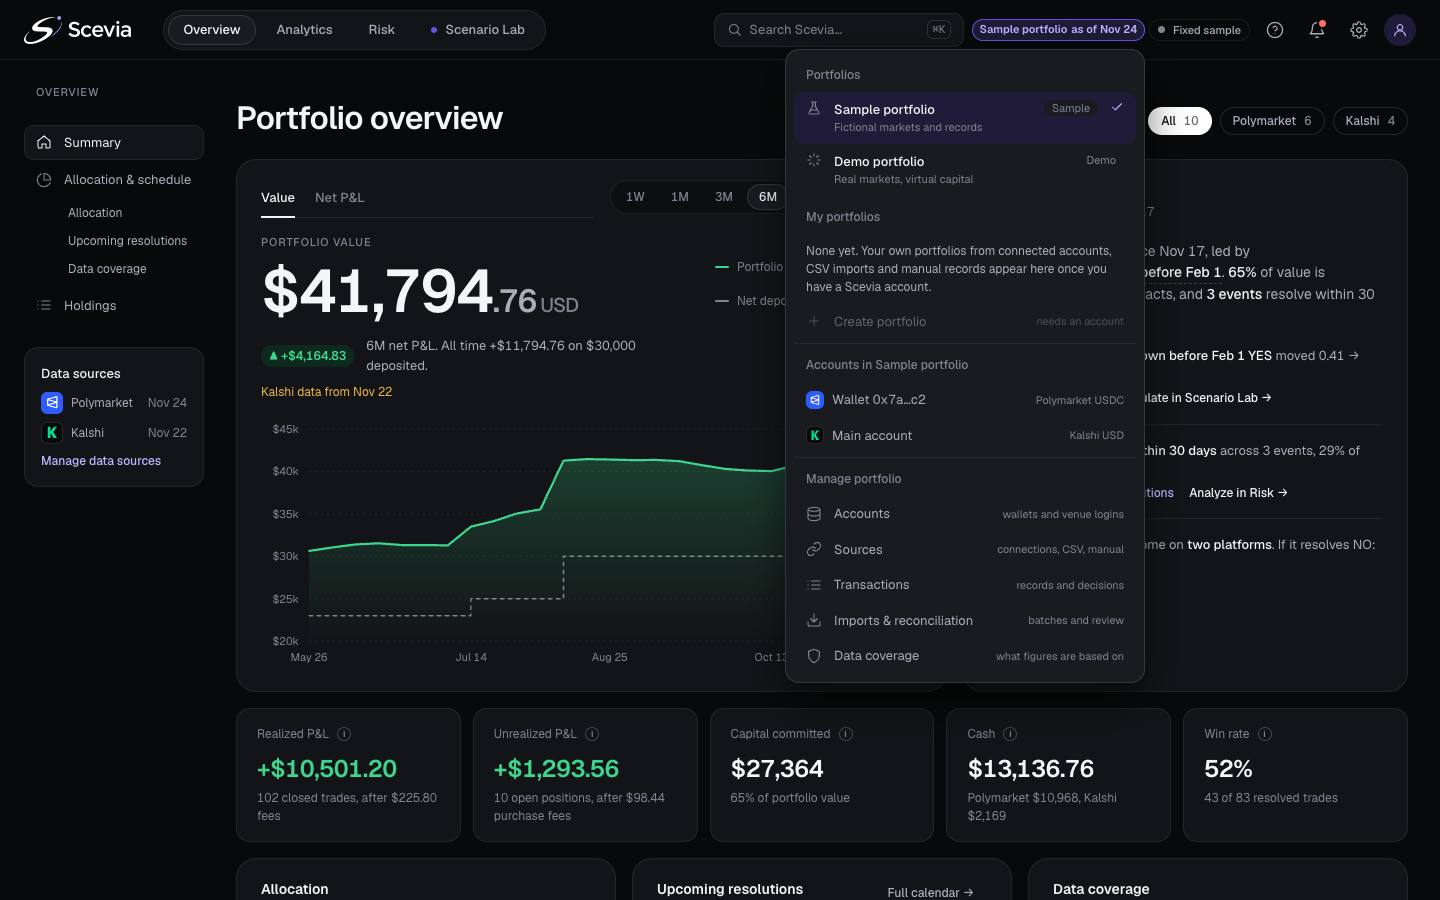 Scevia
Overview
Analytics
Risk
Scenario Lab
Search Scevia...
⌘K
Sample portfolio as of Nov 24
Fixed sample
OVERVIEW
Summary
Allocation & schedule
Allocation
Upcoming resolutions
Data coverage
Holdings
Data sources
Polymarket Nov 24
Kalshi Nov 22
Manage data sources
Portfolio overview
All 10
Polymarket 6
Kalshi 4
Value
Net P&L
1W
1M
3M
6M
PORTFOLIO VALUE
$41,794.76 USD
Portfolio
Net depo
▲ +$4,164.83
6M net P&L. All time +$11,794.76 on $30,000
deposited.
Kalshi data from Nov 22
$45k
$40k
$35k
$30k
$25k
$20k
May 26
Jul 14
Aug 25
Oct 13
Portfolios
Sample portfolio
Sample
Fictional markets and records
Demo portfolio
Demo
Real markets, virtual capital
My portfolios
None yet. Your own portfolios from connected accounts,
CSV imports and manual records appear here once you
have a Scevia account.
Create portfolio
needs an account
Accounts in Sample portfolio
Wallet 0x7a...c2
Polymarket USDC
Main account
Kalshi USD
Manage portfolio
Accounts
wallets and venue logins
Sources
connections, CSV, manual
Transactions
records and decisions
Imports & reconciliation
batches and review
Data coverage
what figures are based on
7
ce Nov 17, led by
before Feb 1. 65% of value is
acts, and 3 events resolve within 30
own before Feb 1 YES moved 0.41 →
ulate in Scenario Lab →
thin 30 days across 3 events, 29% of
tions
Analyze in Risk →
me on two platforms. If it resolves NO:
Realized P&L
+$10,501.20
102 closed trades, after $225.80
fees
Unrealized P&L
+$1,293.56
10 open positions, after $98.44
purchase fees
Capital committed
$27,364
65% of portfolio value
Cash
$13,136.76
Polymarket $10,968, Kalshi
$2,169
Win rate
52%
43 of 83 resolved trades
Allocation
Upcoming resolutions
Full calendar →
Data coverage